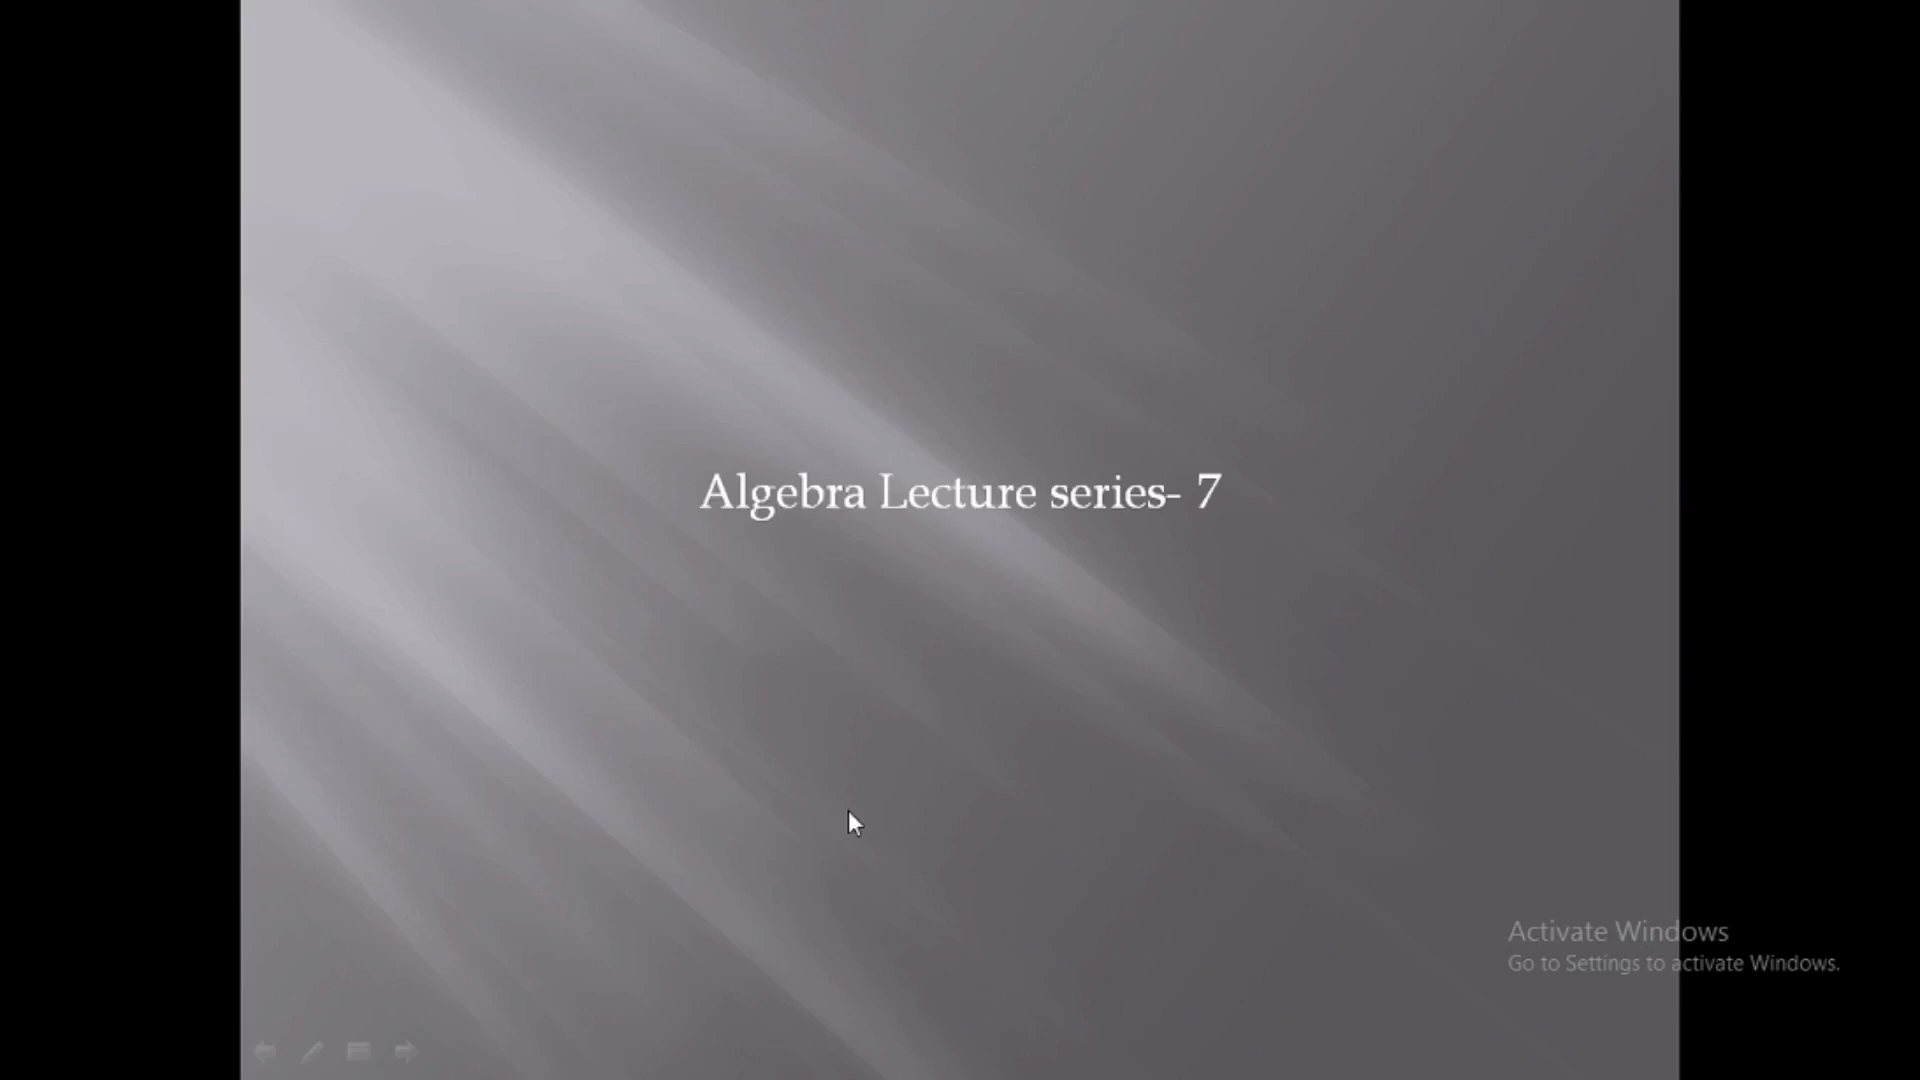 Algebra Lecture series- 7
Activate Windows
Go to Settings to activate Windows.